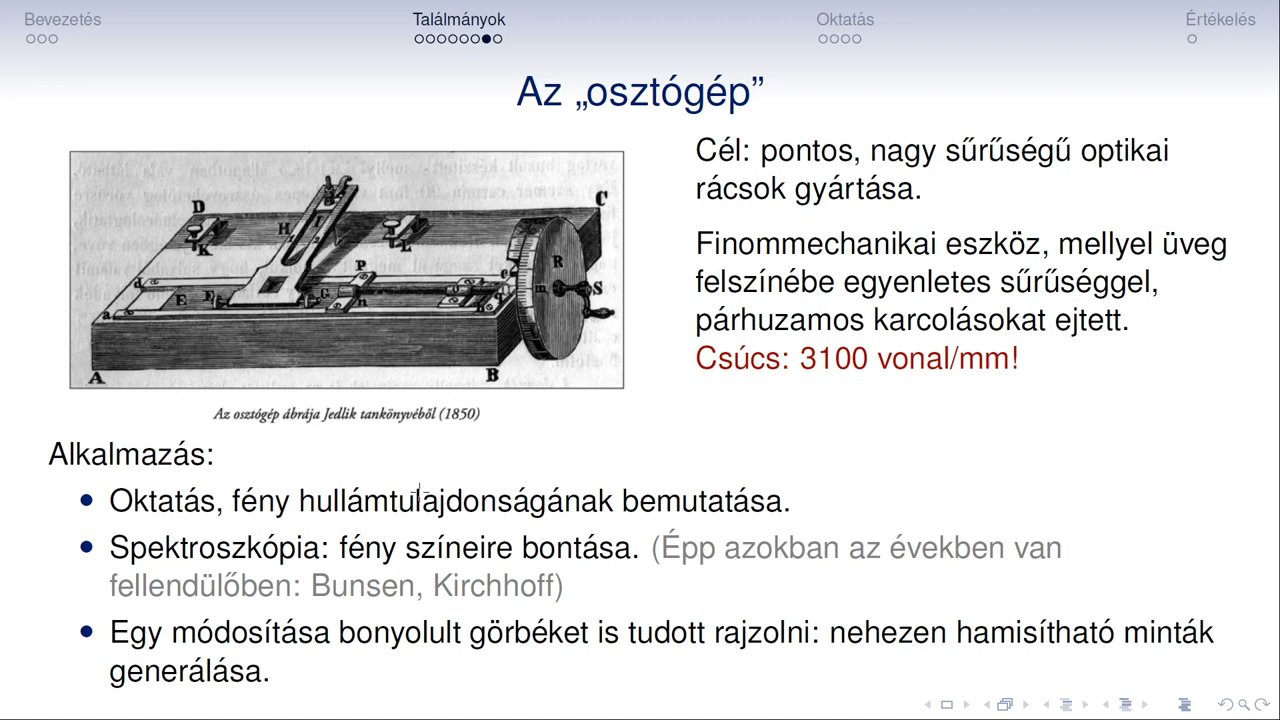 Bevezetés
Találmányok
Oktatás
Értékelés
Az „osztógép”
Cél: pontos, nagy sűrűségű optikai
rácsok gyártása.
Finommechanikai eszköz, mellyel üveg
felszínébe egyenletes sűrűséggel,
párhuzamos karcolásokat ejtett.
Csúcs: 3100 vonal/mm!
D
C
H
K
L
P
R
E
S
A
B
Az osztógép ábrája Jedlik tankönyvéből (1850)
Alkalmazás:
Oktatás, fény hullámtulajdonságának bemutatása.
Spektroszkópia: fény színeire bontása. (Épp azokban az években van
fellendülőben: Bunsen, Kirchhoff)
Egy módosítása bonyolult görbéket is tudott rajzolni: nehezen hamisítható minták
generálása.